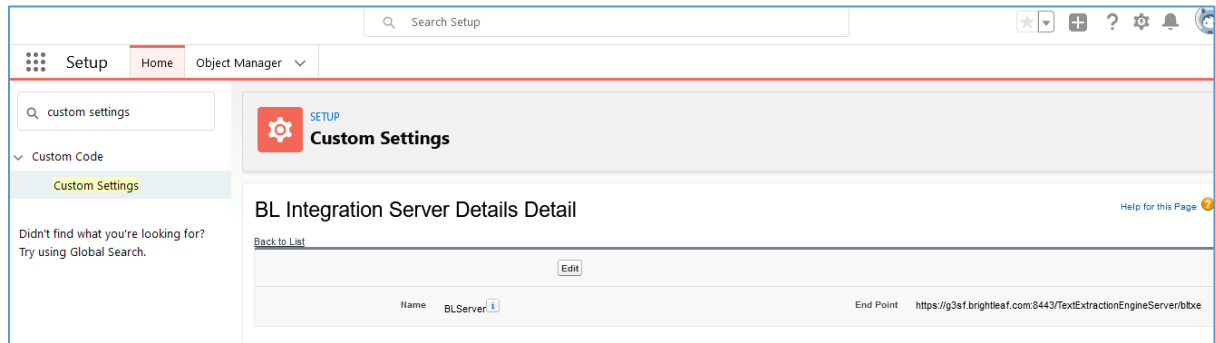 Search Setup
Setup Home Object Manager
custom settings
Custom Code
Custom Settings
Didn't find what you're looking for?
Try using Global Search.
SETUP
Custom Settings
BL Integration Server Details Detail
Help for this Page
Back to List
Edit
Name BLServer i End Point https://g3sf.brightleaf.com:8443/TextExtractionEngineServer/bltxe